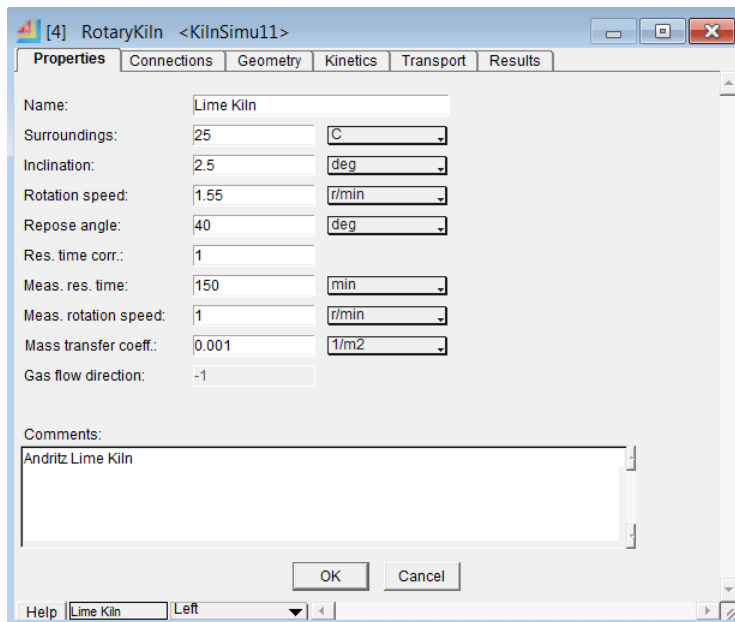 [4] RotaryKiln <KilnSimu11>
Properties Connections Geometry Kinetics Transport Results
Name: Lime Kiln
Surroundings: 25 C
Inclination: 2.5 deg
Rotation speed: 1.55 r/min
Repose angle: 40 deg
Res. time corr.: 1
Meas. res. time: 150 min
Meas. rotation speed: 1 r/min
Mass transfer coeff.: 0.001 1/m2
Gas flow direction: -1
Comments:
Andritz Lime Kiln
OK Cancel
Help Lime Kiln Left